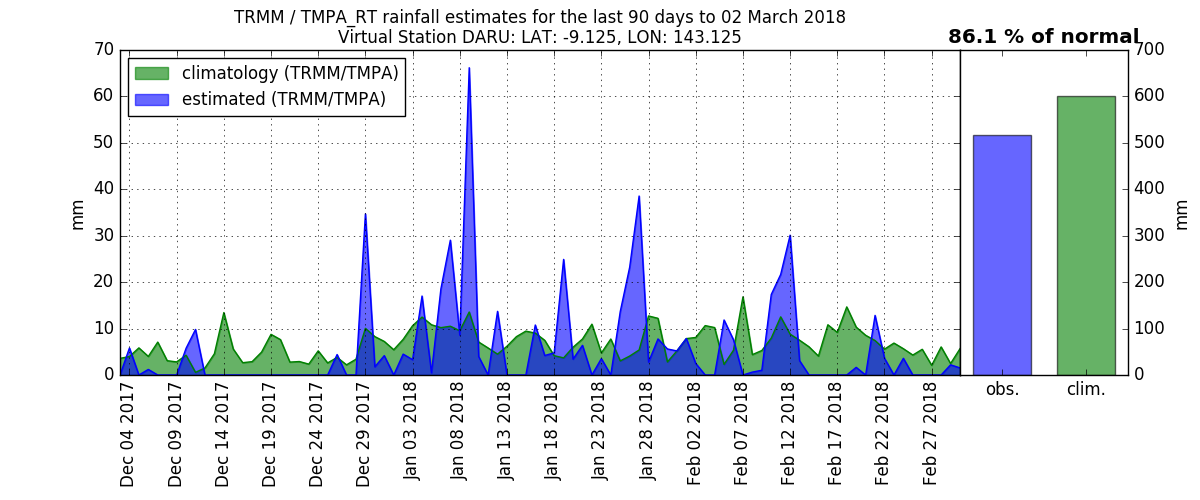 TRMM / TMPA_RT rainfall estimates for the last 90 days to 02 March 2018
Virtual Station DARU: LAT: -9.125, LON: 143.125
86.1 % of normal
climatology (TRMM/TMPA)
estimated (TRMM/TMPA)
70
60
50
40
30
20
10
0
mm
Dec 04 2017
Dec 09 2017
Dec 14 2017
Dec 19 2017
Dec 24 2017
Dec 29 2017
Jan 03 2018
Jan 08 2018
Jan 13 2018
Jan 18 2018
Jan 23 2018
Jan 28 2018
Feb 02 2018
Feb 07 2018
Feb 12 2018
Feb 17 2018
Feb 22 2018
Feb 27 2018
obs.
clim.
700
600
500
400
300
200
100
0
mm